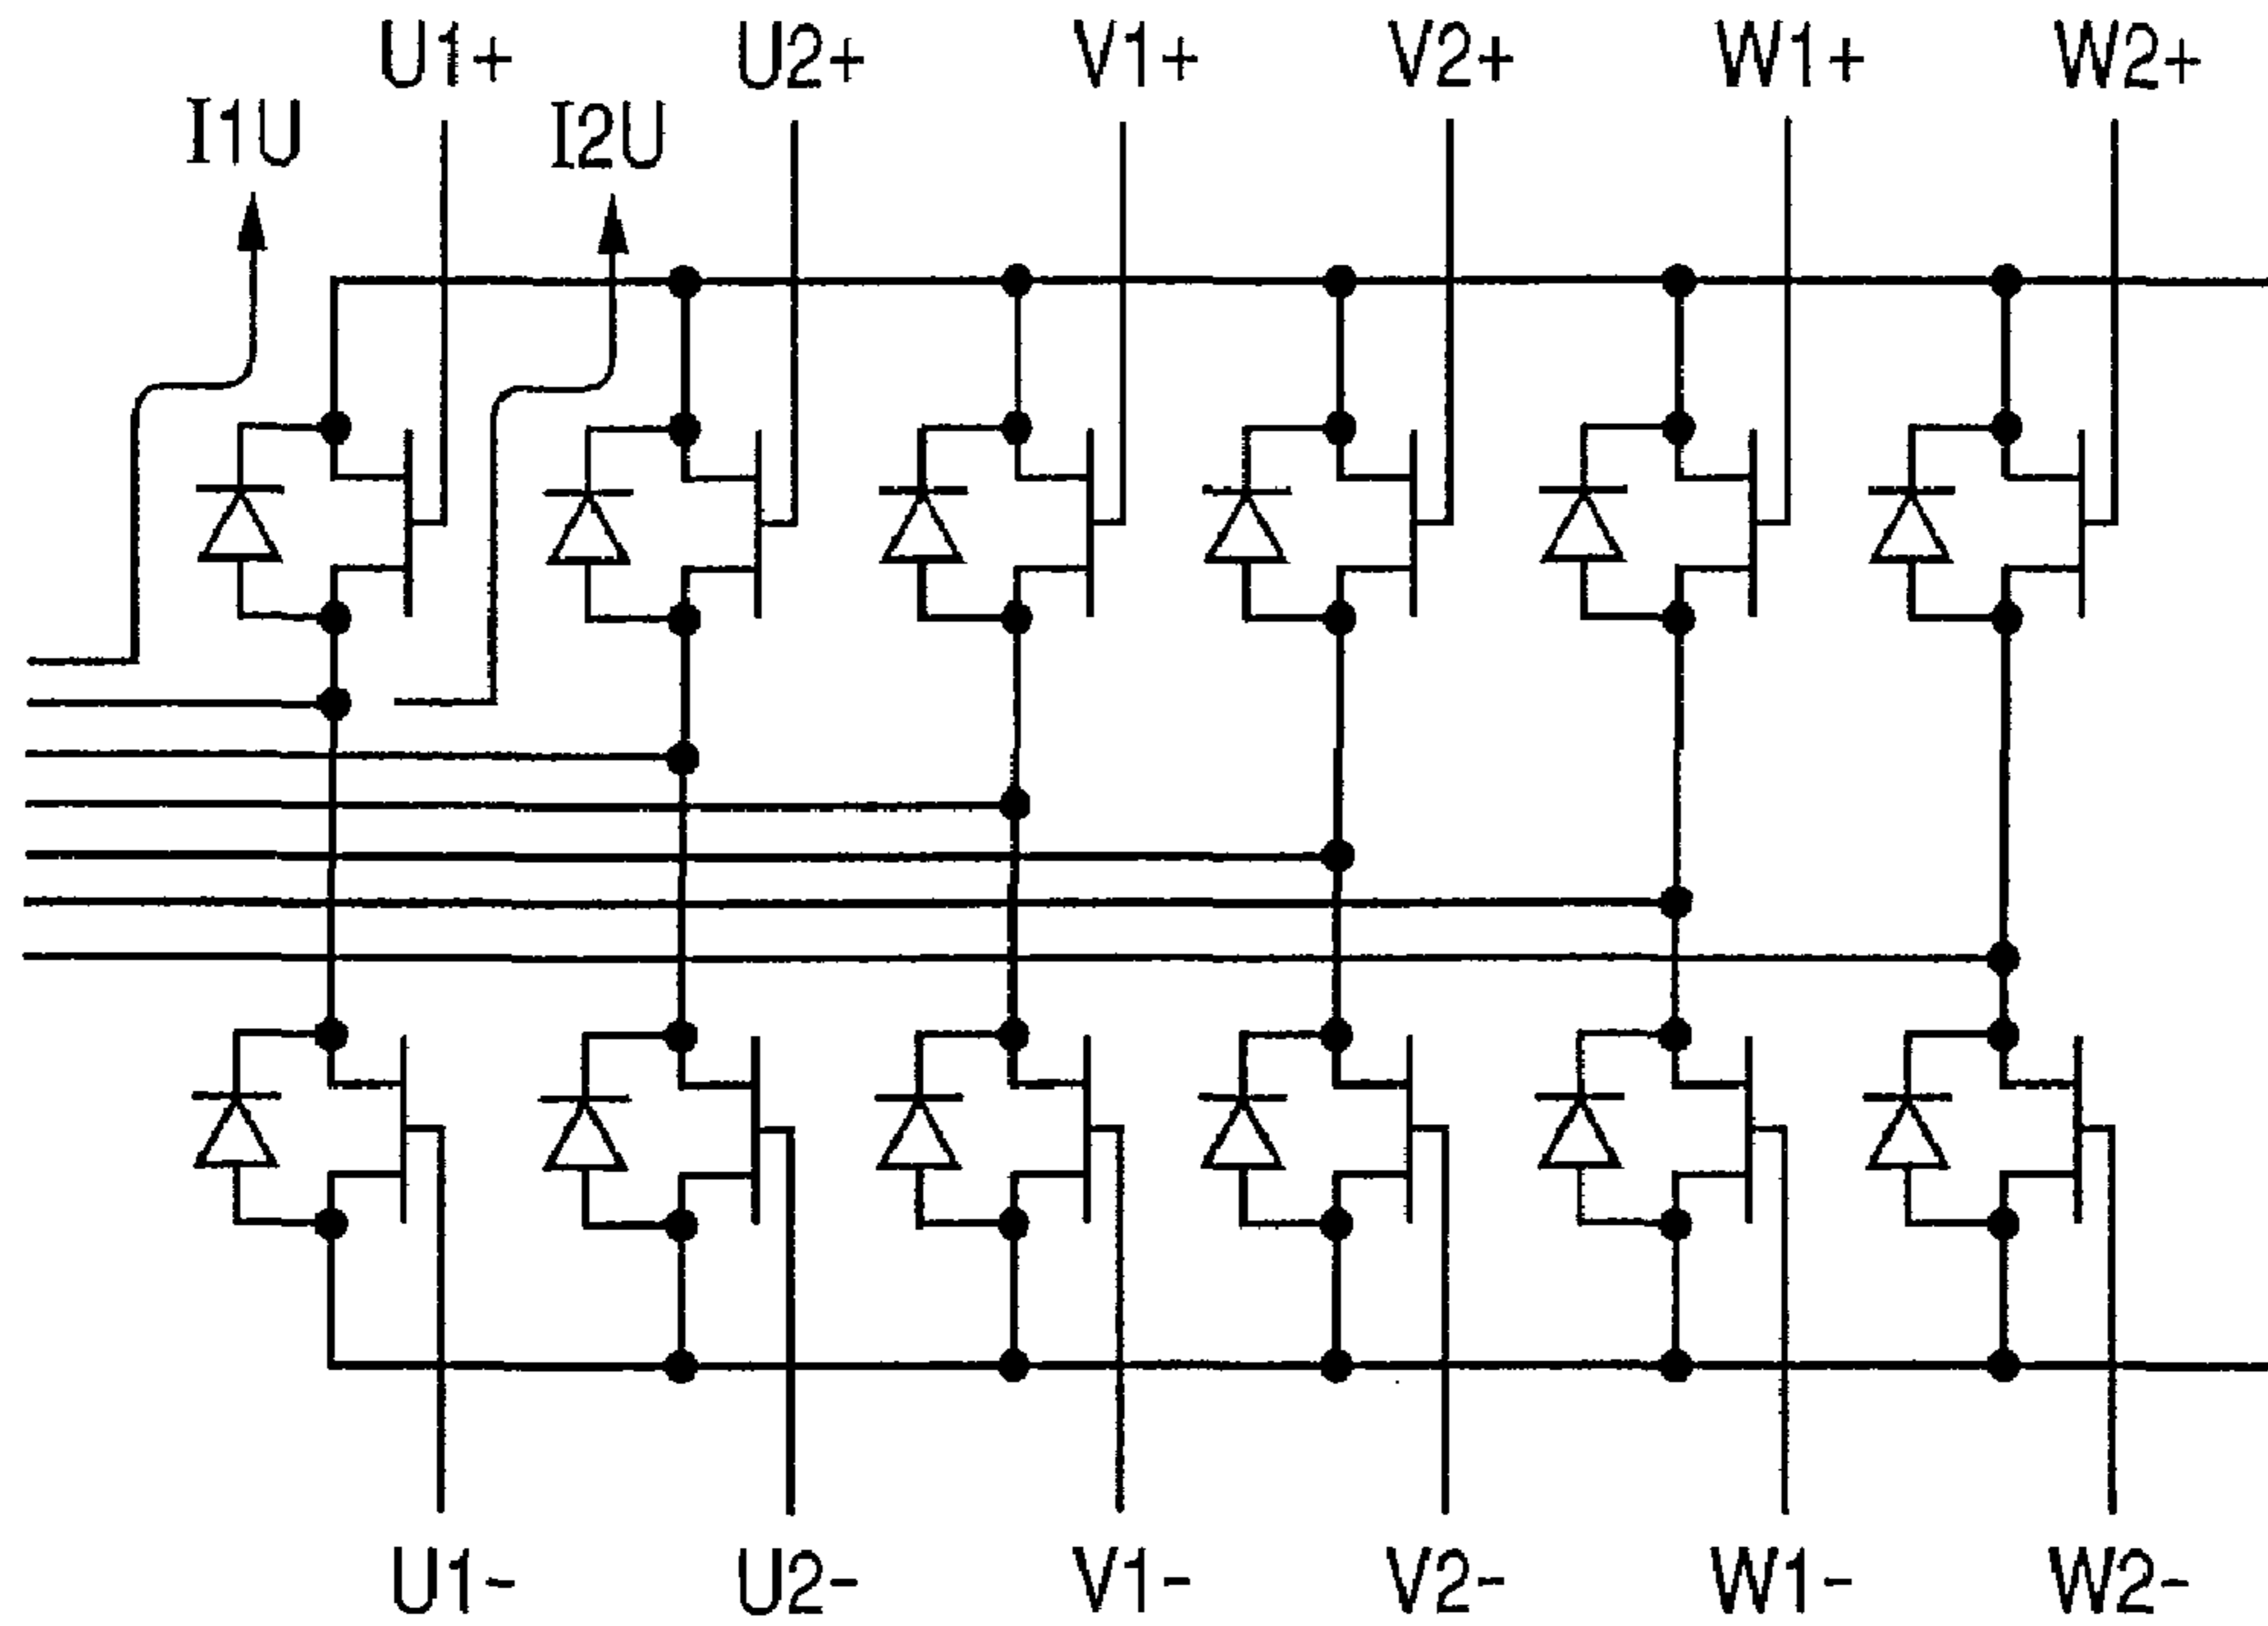 U1+ U2+ V1+ V2+ W1+ W2+
I1U I2U
U1- U2- V1- V2- W1- W2-